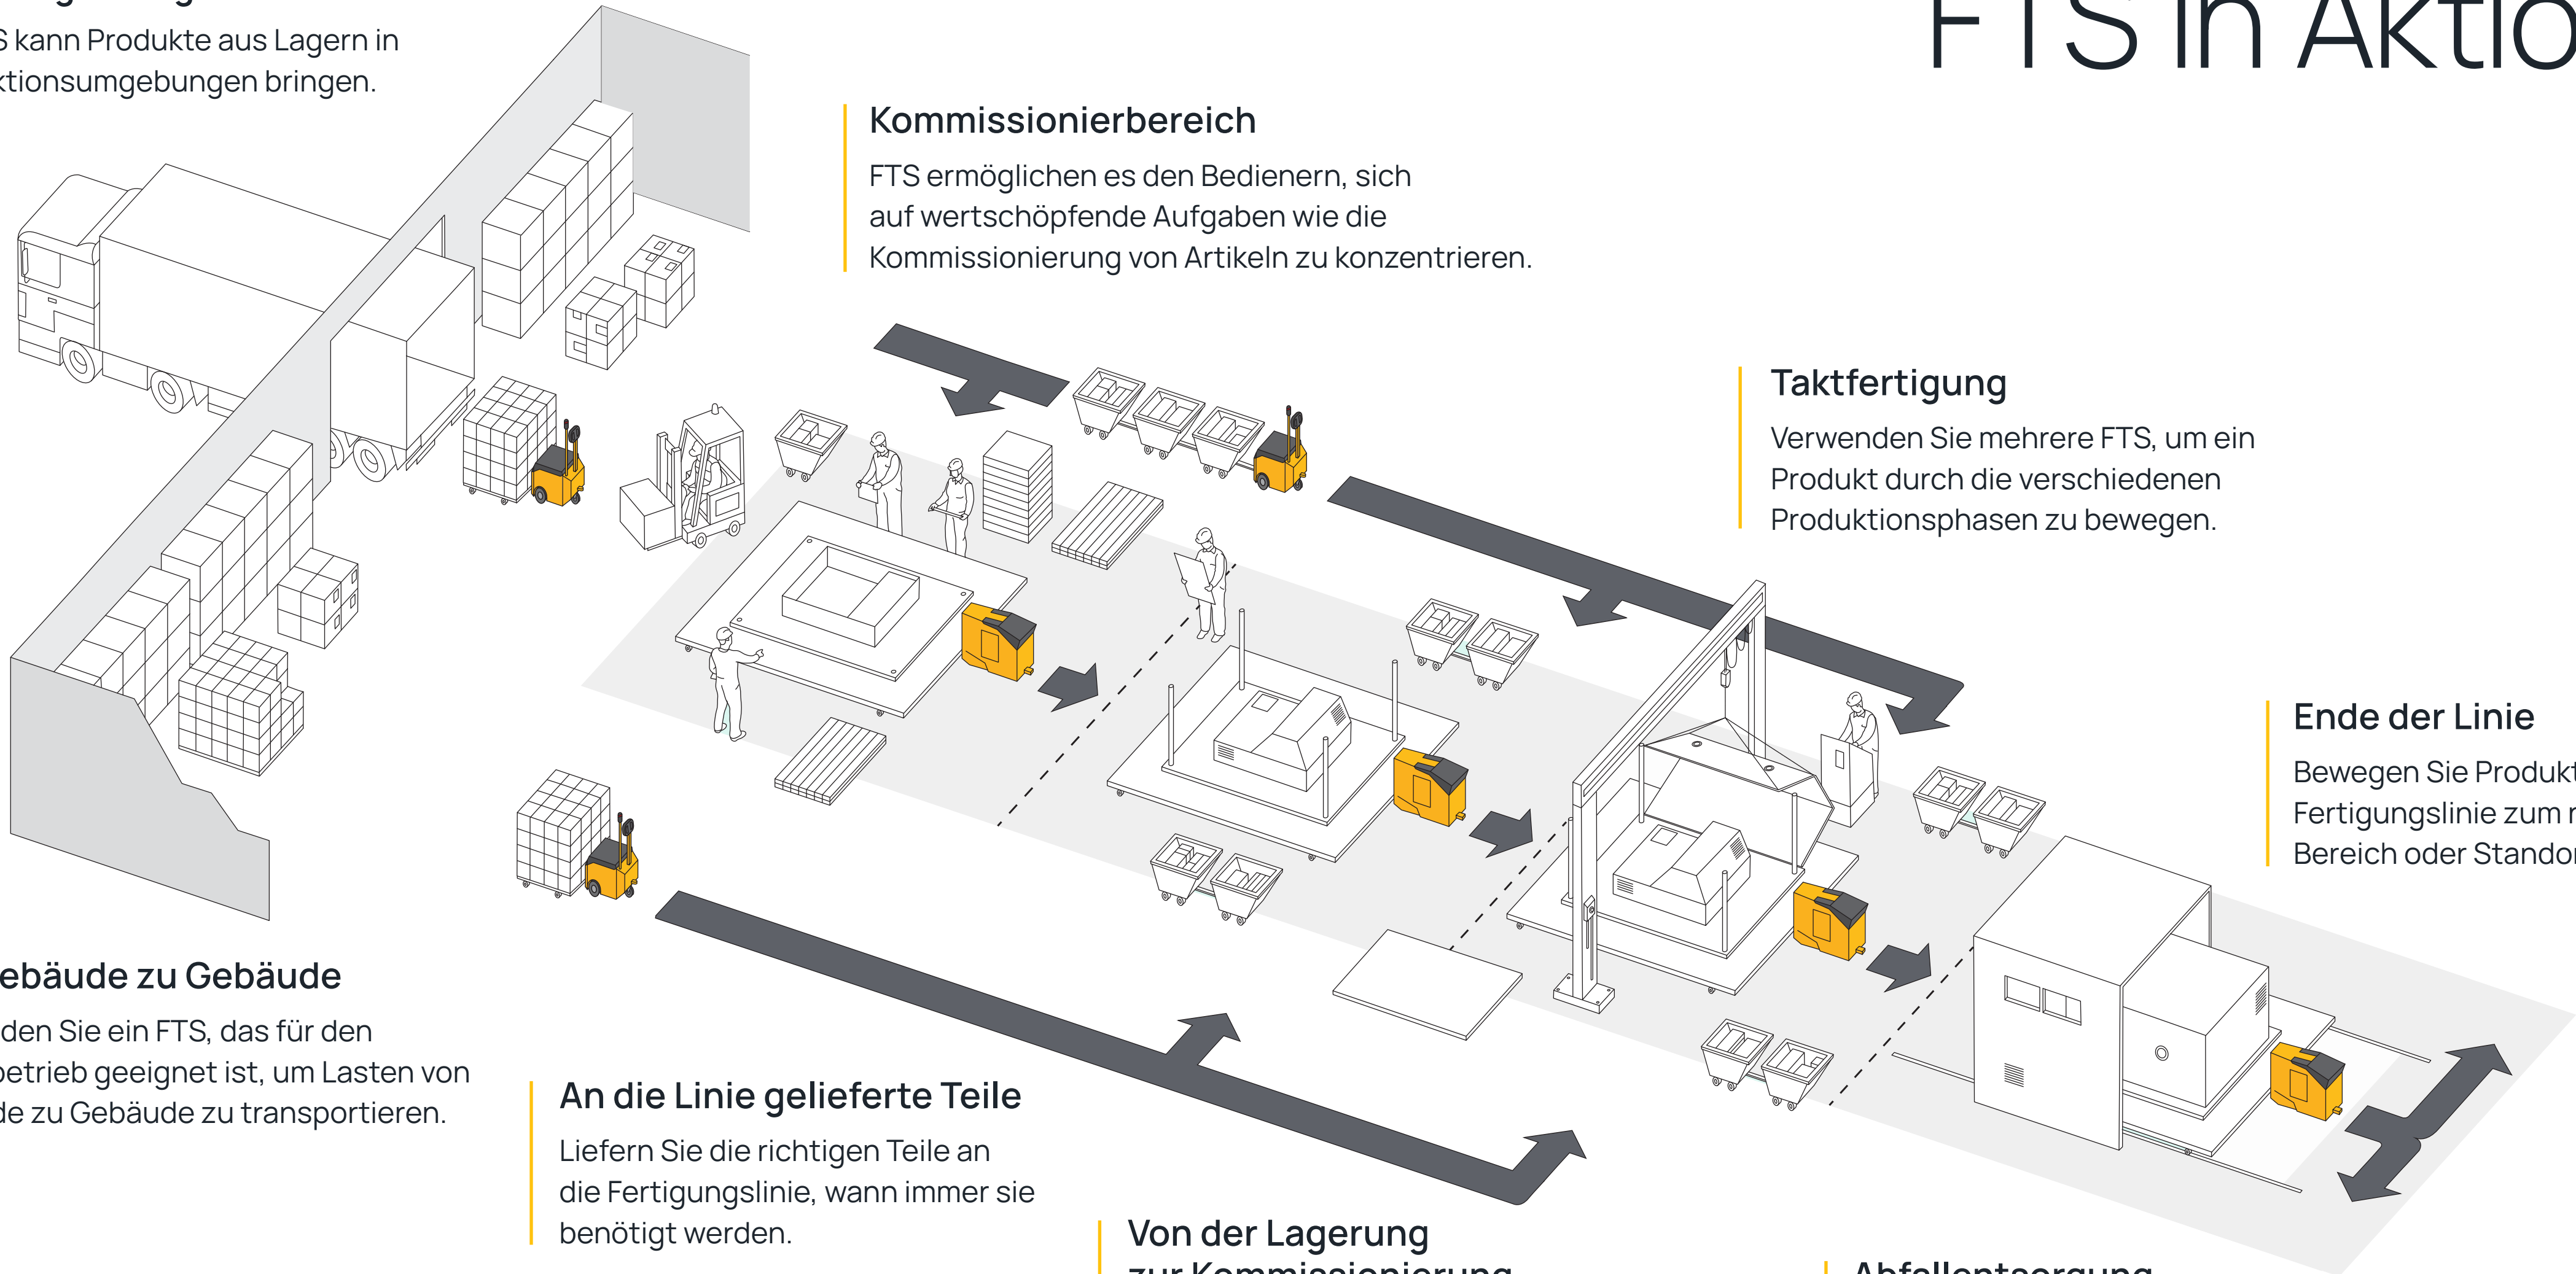 FTS in Aktio
S kann Produkte aus Lagern in
ktionsumgebungen bringen.
Kommissionierbereich
FTS ermöglichen es den Bedienern, sich
auf wertschöpfende Aufgaben wie die
Kommissionierung von Artikeln zu konzentrieren.
Taktfertigung
Verwenden Sie mehrere FTS, um ein
Produkt durch die verschiedenen
Produktionsphasen zu bewegen.
Ende der Linie
Bewegen Sie Produkt
Fertigungslinie zum n
Bereich oder Standor
ebäude zu Gebäude
den Sie ein FTS, das für den
betrieb geeignet ist, um Lasten von
de zu Gebäude zu transportieren.
An die Linie gelieferte Teile
Liefern Sie die richtigen Teile an
die Fertigungslinie, wann immer sie
benötigt werden.
Von der Lagerung
zur Kommissionierung
Abfallentsorgung